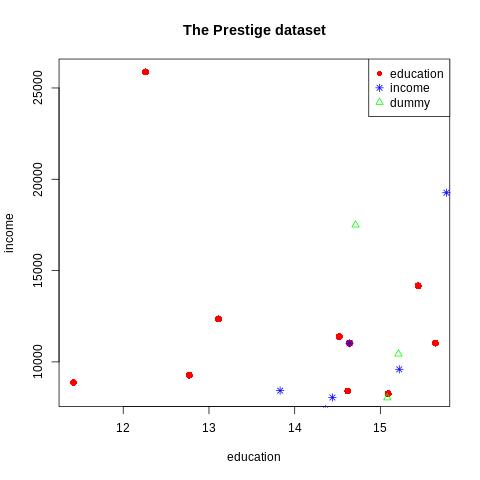 The Prestige dataset
education
income
dummy
25000
20000
15000
10000
income
12 13 14 15
education